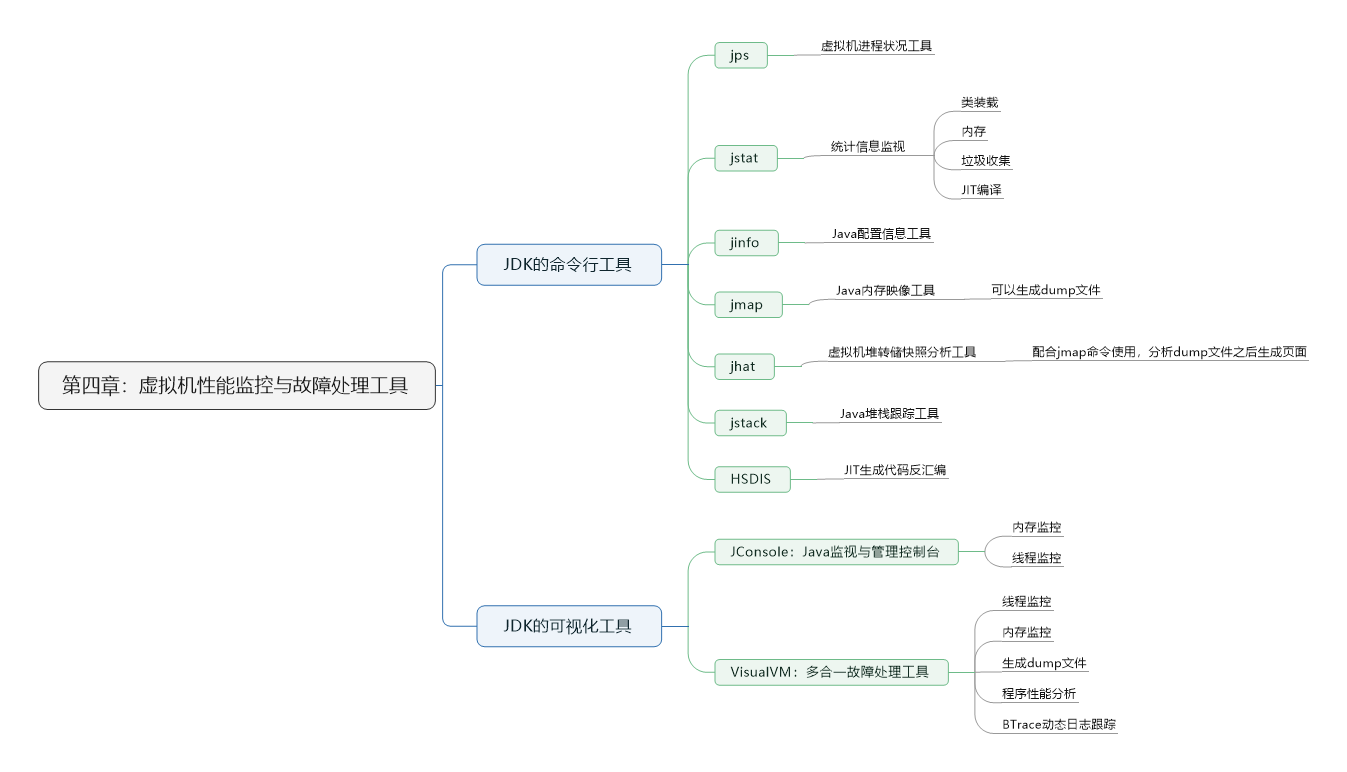 第四章：虚拟机性能监控与故障处理工具
JDK的命令行工具
jps
虚拟机进程状况工具
jstat
统计信息监视
类装载
内存
垃圾收集
JIT编译
jinfo
Java配置信息工具
jmap
Java内存映像工具
可以生成dump文件
jhat
虚拟机堆转储快照分析工具
配合jmap命令使用，分析dump文件之后生成页面
jstack
Java堆栈跟踪工具
HSDIS
JIT生成代码反汇编
JDK的可视化工具
JConsole：Java监视与管理控制台
内存监控
线程监控
VisualVM：多合一故障处理工具
线程监控
内存监控
生成dump文件
程序性能分析
BTrace动态日志跟踪